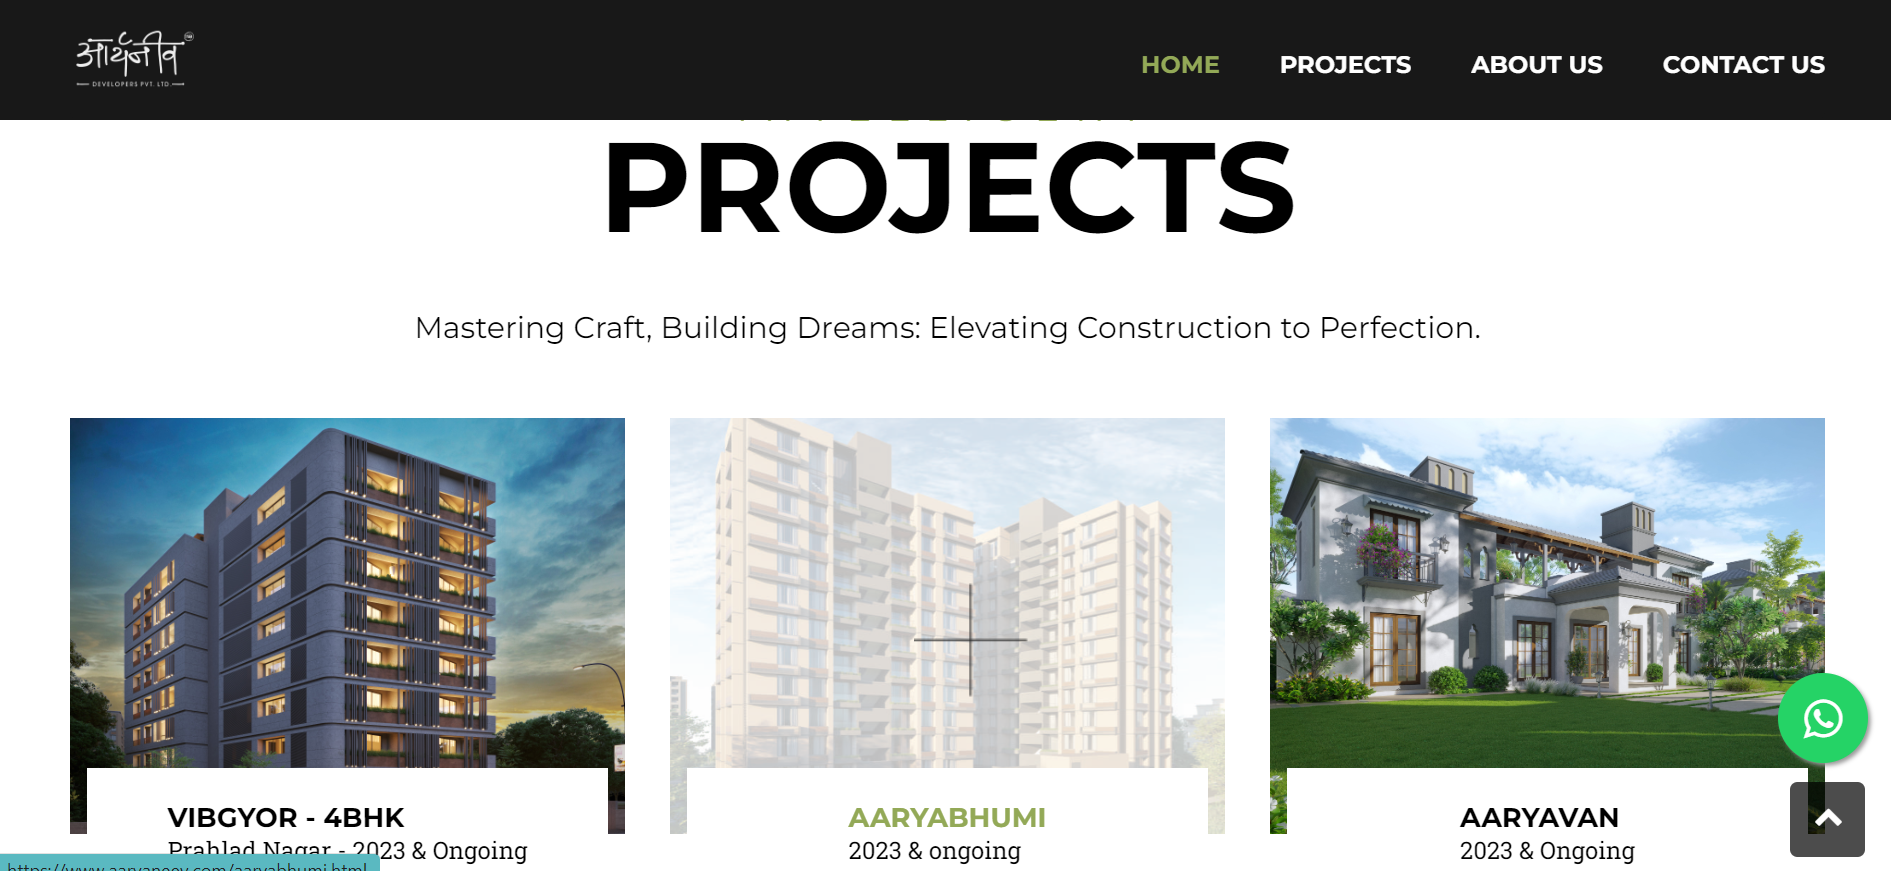 आर्यनीव
DEVELOPERS PVT. LTD.
HOME PROJECTS ABOUT US CONTACT US
PROJECTS
Mastering Craft, Building Dreams: Elevating Construction to Perfection.
VIBGYOR - 4BHK
Prahlad Nagar - 2023 & Ongoing
AARYABHUMI
2023 & ongoing
AARYAVAN
2023 & Ongoing
https://www.aaryaneev.com/aaryabhumi.html